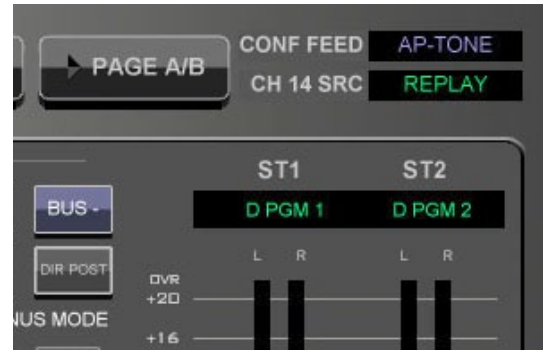 PAGE A/B
CONF FEED AP-TONE
CH 14 SRC REPLAY
ST1 ST2
BUS - D PGM 1 D PGM 2
L R L R
DIR POST
OVR
+20
MODE
+16